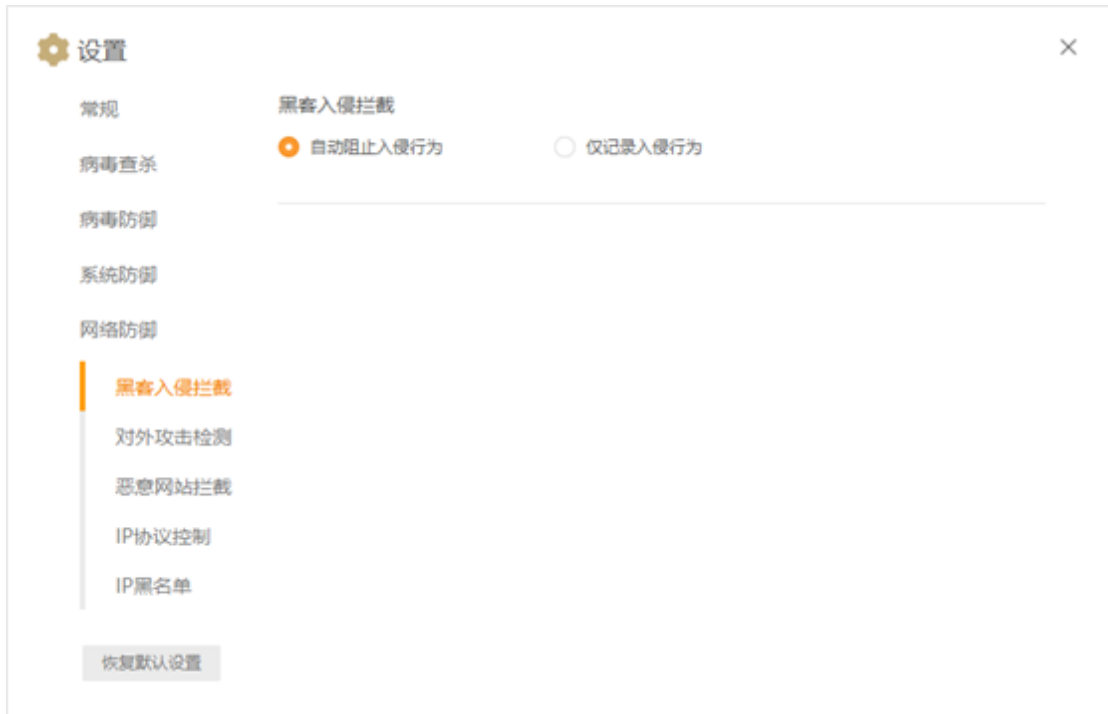 设置
常规
病毒查杀
病毒防御
系统防御
网络防御
黑客入侵拦截
对外攻击检测
恶意网站拦截
IP协议控制
IP黑名单
恢复默认设置
黑客入侵拦截
自动阻止入侵行为
仅记录入侵行为